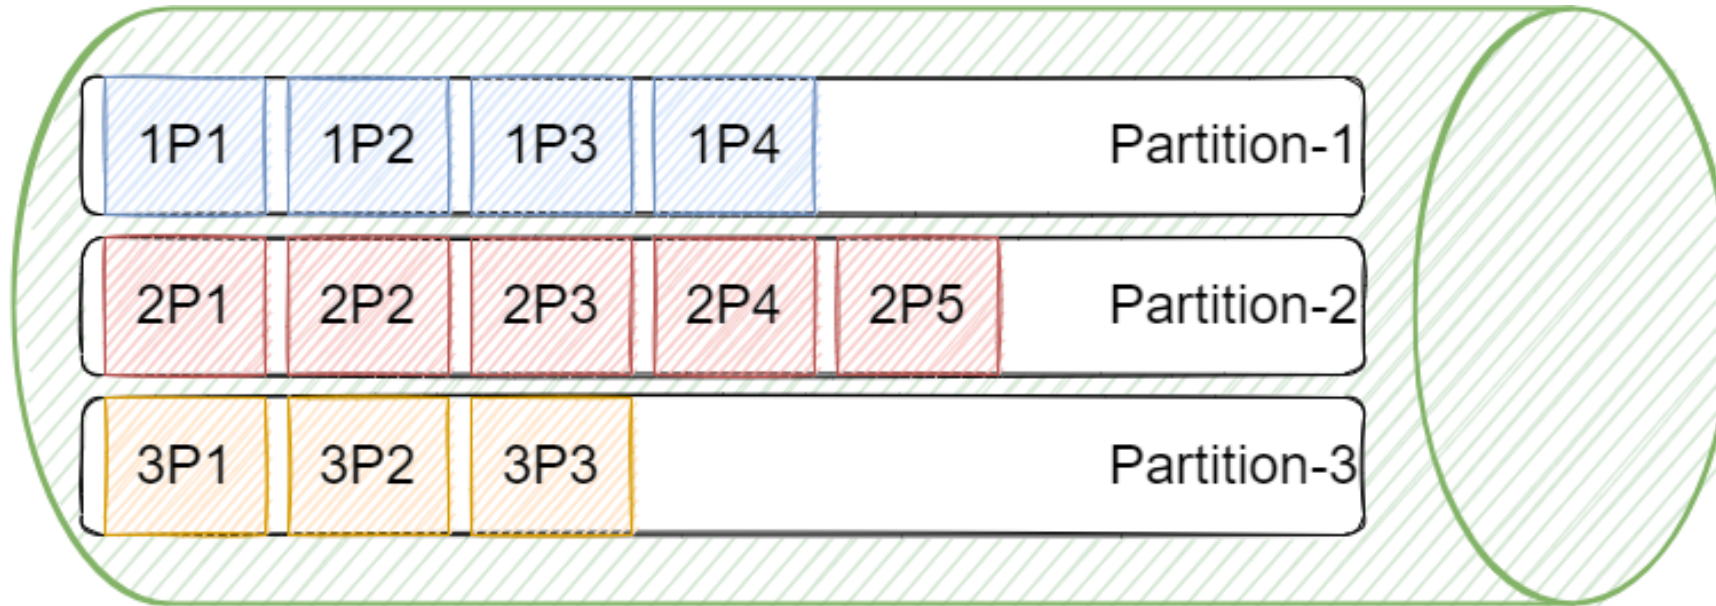 1P1 1P2 1P3 1P4 Partition-1
2P1 2P2 2P3 2P4 2P5 Partition-2
3P1 3P2 3P3 Partition-3